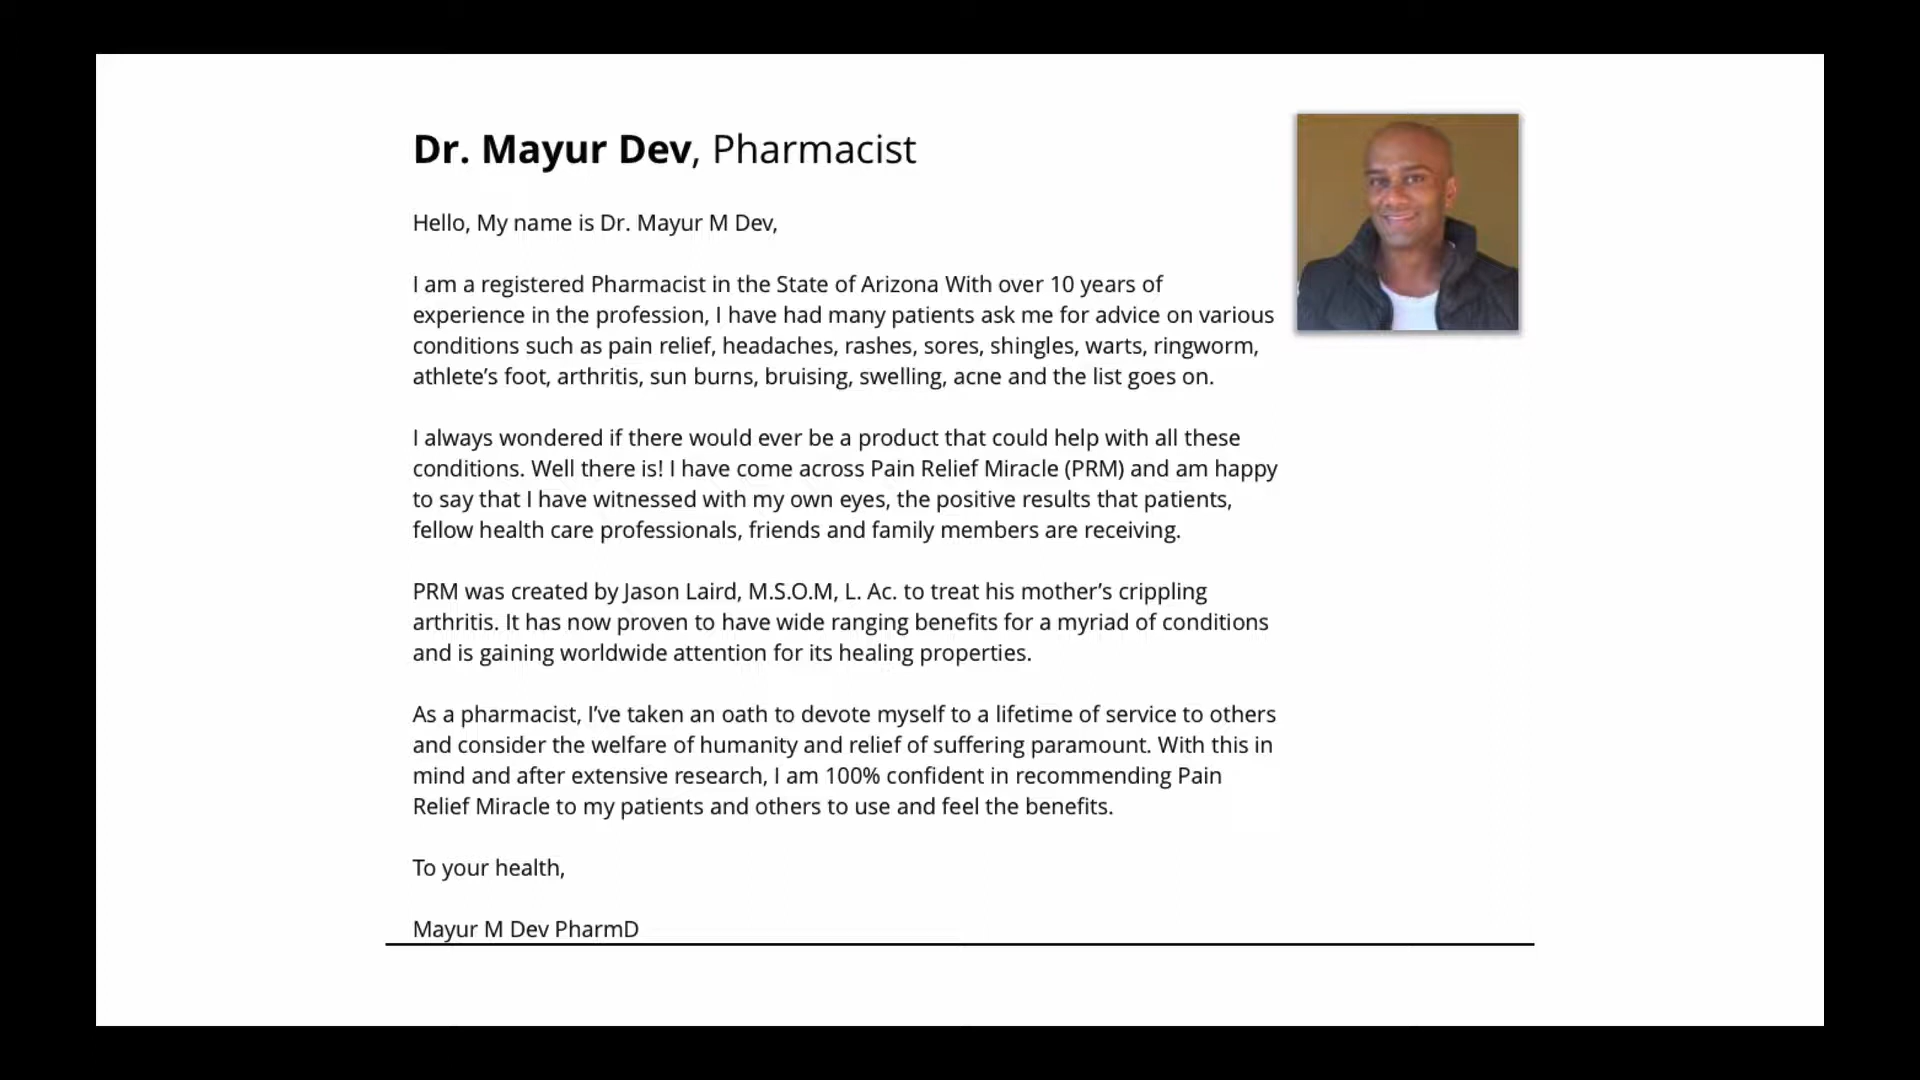 Dr. Mayur Dev, Pharmacist
Hello, My name is Dr. Mayur M Dev,
I am a registered Pharmacist in the State of Arizona With over 10 years of
experience in the profession, I have had many patients ask me for advice on various
conditions such as pain relief, headaches, rashes, sores, shingles, warts, ringworm,
athlete’s foot, arthritis, sun burns, bruising, swelling, acne and the list goes on.
I always wondered if there would ever be a product that could help with all these
conditions. Well there is! I have come across Pain Relief Miracle (PRM) and am happy
to say that I have witnessed with my own eyes, the positive results that patients,
fellow health care professionals, friends and family members are receiving.
PRM was created by Jason Laird, M.S.O.M, L. Ac. to treat his mother’s crippling
arthritis. It has now proven to have wide ranging benefits for a myriad of conditions
and is gaining worldwide attention for its healing properties.
As a pharmacist, I’ve taken an oath to devote myself to a lifetime of service to others
and consider the welfare of humanity and relief of suffering paramount. With this in
mind and after extensive research, I am 100% confident in recommending Pain
Relief Miracle to my patients and others to use and feel the benefits.
To your health,
Mayur M Dev PharmD